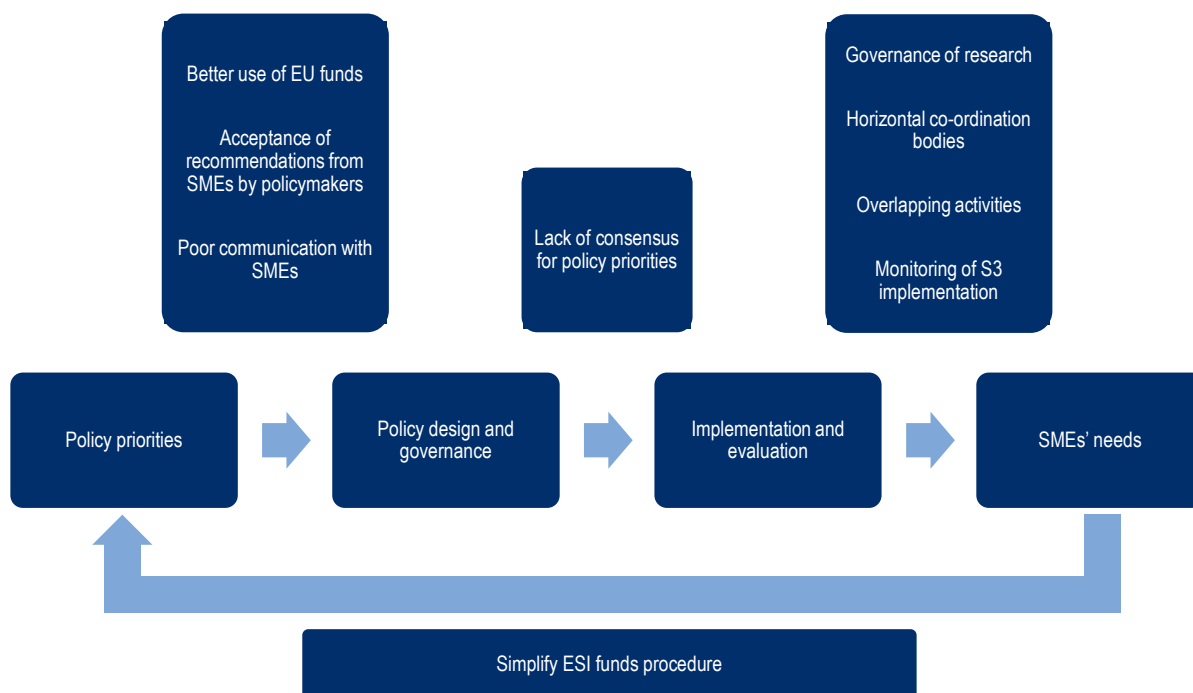 Better use of EU funds
Acceptance of
recommendations from
SMEs by policymakers
Poor communication with
SMEs
Lack of consensus
for policy priorities
Governance of research
Horizontal co-ordination
bodies
Overlapping activities
Monitoring of S3
implementation
Policy priorities
Policy design and
governance
Implementation and
evaluation
SMEs’ needs
Simplify ESI funds procedure